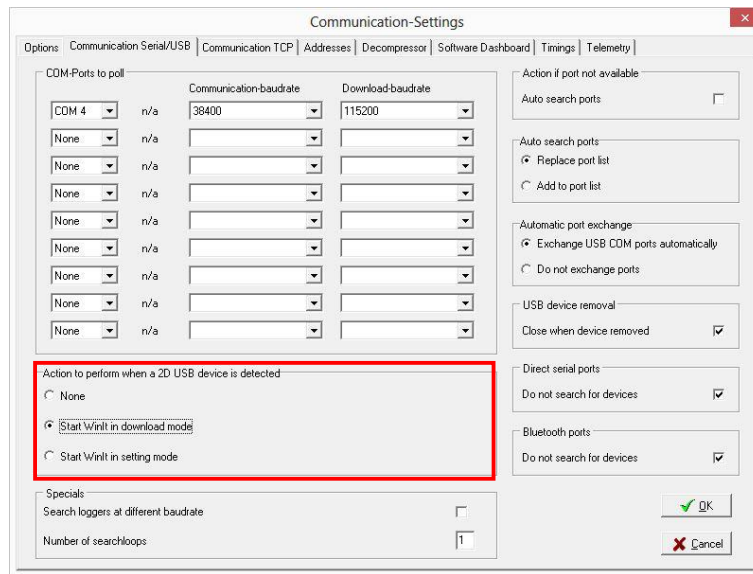 Communication-Settings
x
Options Communication Serial/USB Communication TCP Addresses Decompressor Software Dashboard Timings Telemetry
COM-Ports to poll
Communication-baudrate Download-baudrate
COM 4 n/a 38400 115200
None n/a
None n/a
None n/a
None n/a
None n/a
None n/a
None n/a
None n/a
Action to perform when a 2D USB device is detected
None
Start WinIt in download mode
Start WinIt in setting mode
Specials
Search loggers at different baudrate
Number of searchloops 1
Action if port not available
Auto search ports
Auto search ports
Replace port list
Add to port list
Automatic port exchange
Exchange USB COM ports automatically
Do not exchange ports
USB device removal
Close when device removed
Direct serial ports
Do not search for devices
Bluetooth ports
Do not search for devices
OK
Cancel